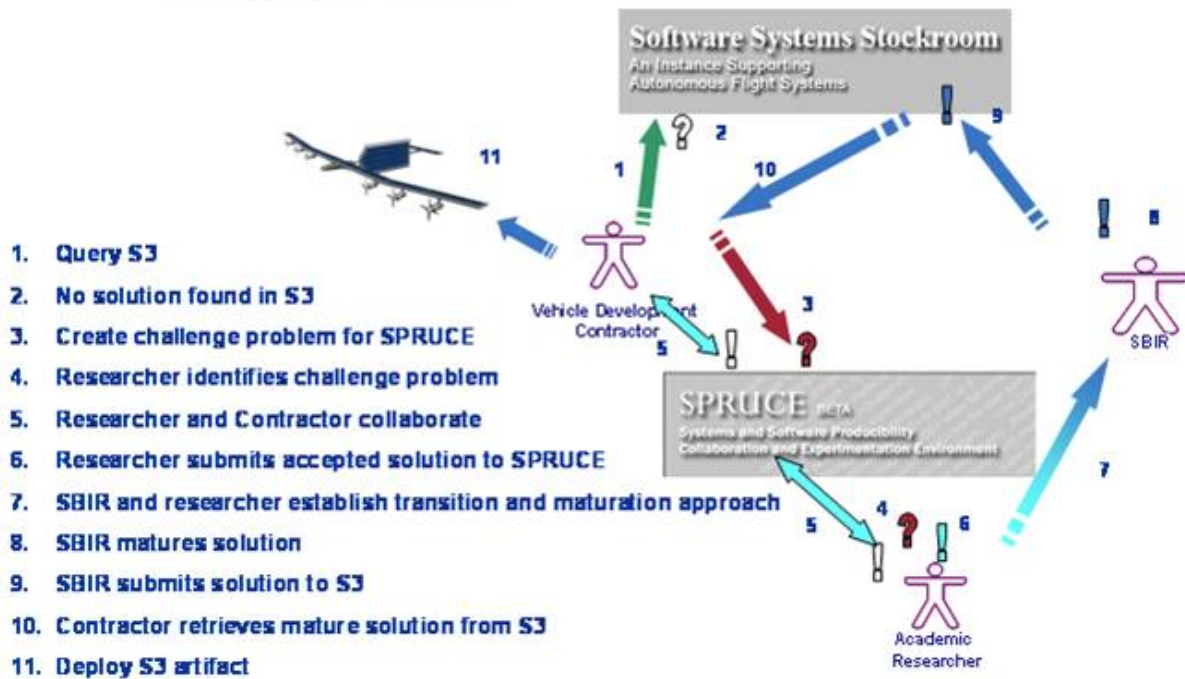 Software Systems Stockroom
An Instance Supporting
Autonomous Flight Systems
9
2
11
1
10
8
1. Query S3
2. No solution found in S3
3. Create challenge problem for SPRUCE
4. Researcher identifies challenge problem
5. Researcher and Contractor collaborate
6. Researcher submits accepted solution to SPRUCE
7. SBIR and researcher establish transition and maturation approach
8. SBIR matures solution
9. SBIR submits solution to S3
10. Contractor retrieves mature solution from S3
11. Deploy S3 artifact
Vehicle Development
Contractor
3
5
SBIR
SPRUCE BETA
Systems and Software Producibility
Collaboration and Experimentation Environment
7
4
5
6
Academic
Researcher